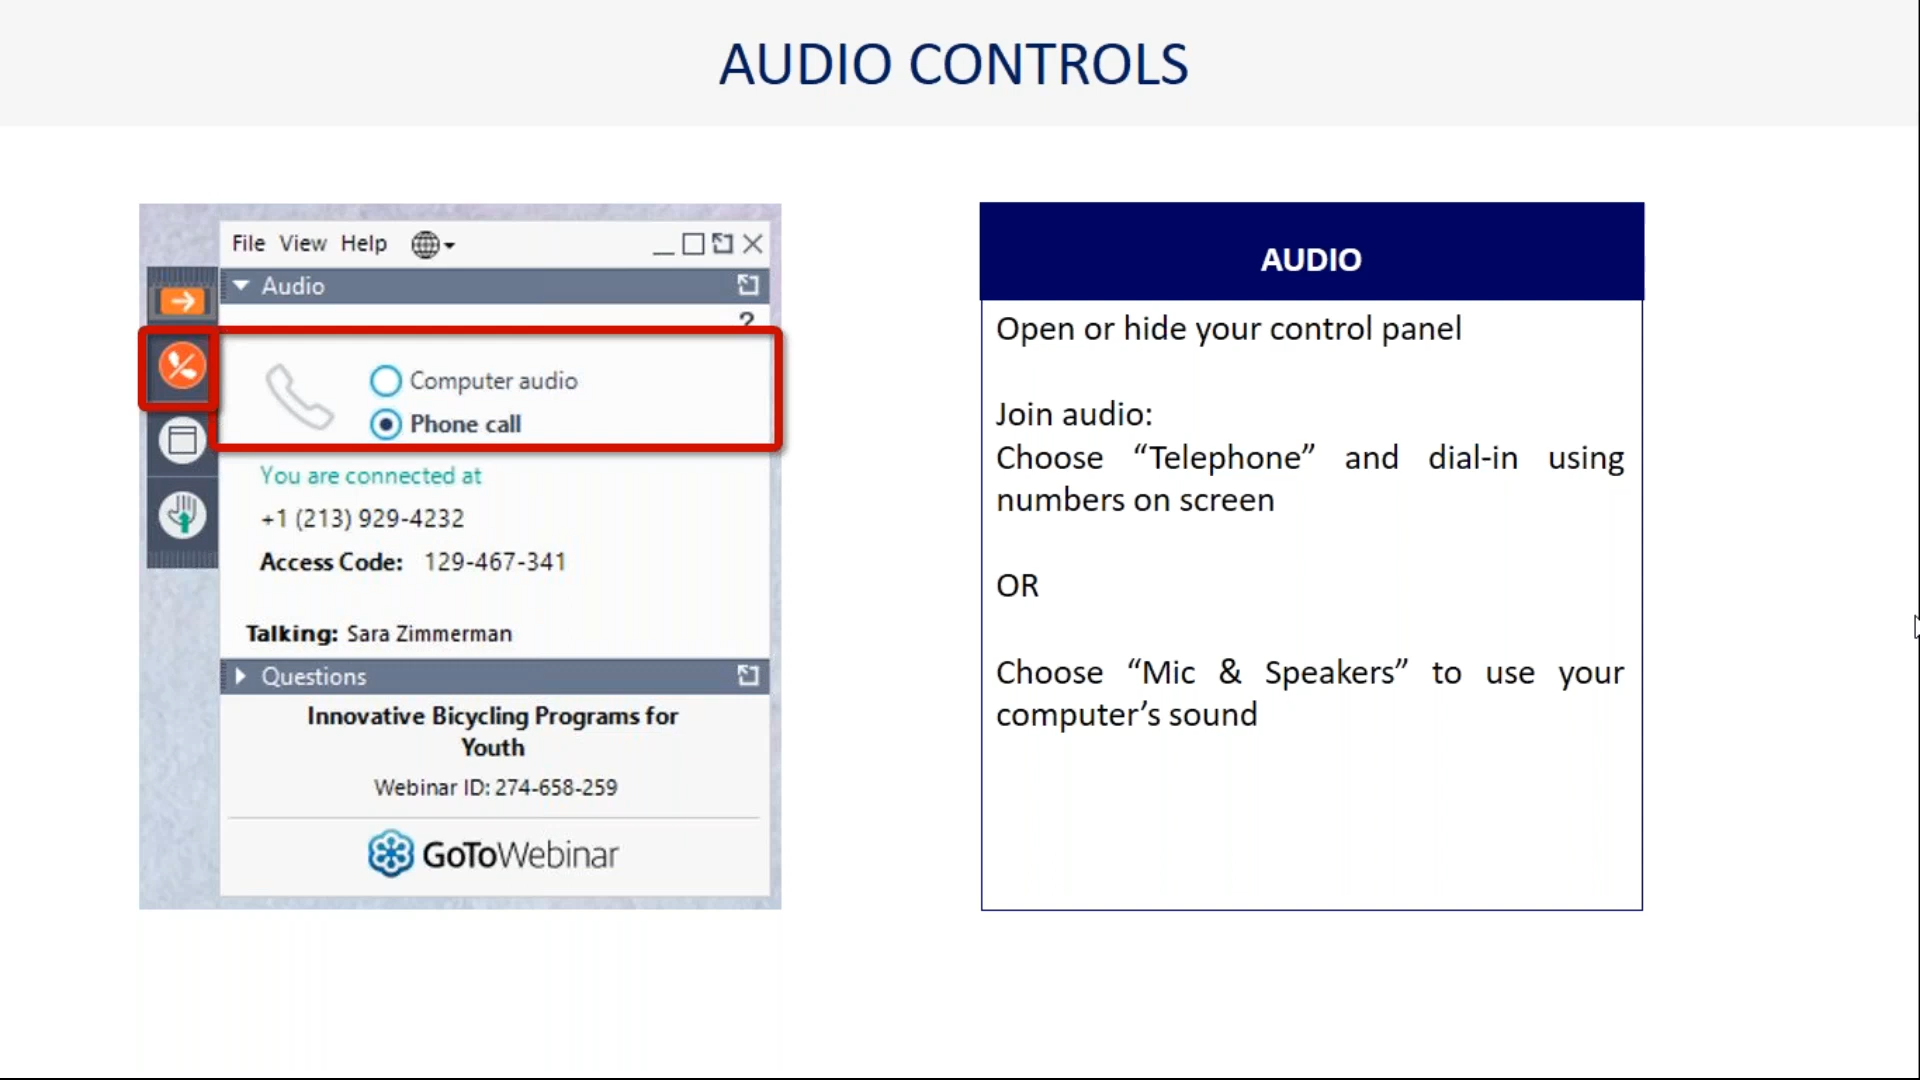 AUDIO CONTROLS
File View Help
Audio
?
Computer audio
Phone call
You are connected at
+1 (213) 929-4232
Access Code: 129-467-341
Talking: Sara Zimmerman
Questions
Innovative Bicycling Programs for
Youth
Webinar ID: 274-658-259
GoToWebinar
AUDIO
Open or hide your control panel
Join audio:
Choose “Telephone” and dial-in using
numbers on screen
OR
Choose “Mic & Speakers” to use your
computer’s sound